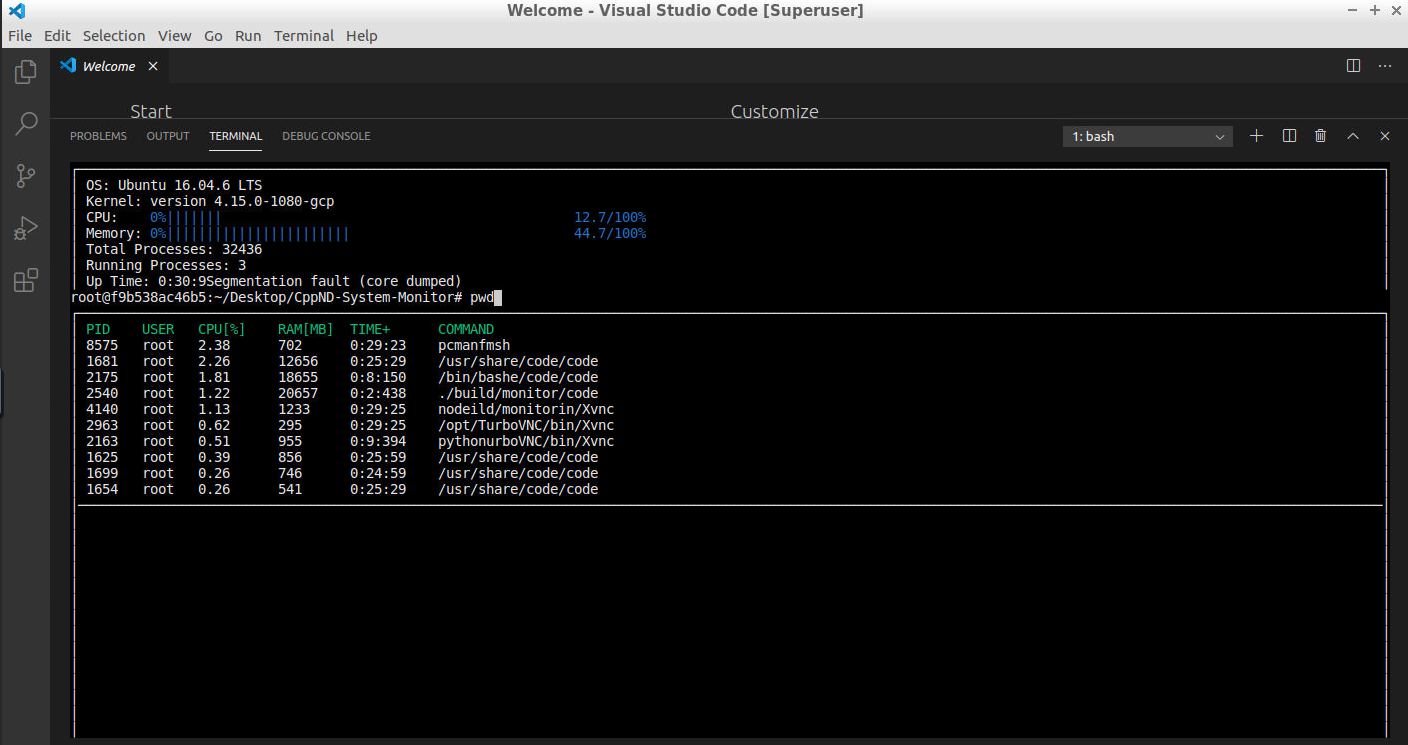 Welcome - Visual Studio Code [Superuser]
File Edit Selection View Go Run Terminal Help
Welcome
Start Customize
PROBLEMS OUTPUT TERMINAL DEBUG CONSOLE 1: bash
OS: Ubuntu 16.04.6 LTS
Kernel: version 4.15.0-1080-gcp
CPU: 0%||||||| 12.7/100%
Memory: 0%||||||||||||||||||||||| 44.7/100%
Total Processes: 32436
Running Processes: 3
Up Time: 0:30:9Segmentation fault (core dumped)
root@f9b538ac46b5:~/Desktop/CppND-System-Monitor# pwd
PID USER CPU[%] RAM[MB] TIME+ COMMAND
8575 root 2.38 702 0:29:23 pcmanfmsh
1681 root 2.26 12656 0:25:29 /usr/share/code/code
2175 root 1.81 18655 0:8:150 /bin/bashe/code/code
2540 root 1.22 20657 0:2:438 ./build/monitor/code
4140 root 1.13 1233 0:29:25 nodeild/monitorin/Xvnc
2963 root 0.62 295 0:29:25 /opt/TurboVNC/bin/Xvnc
2163 root 0.51 955 0:9:394 pythonurboVNC/bin/Xvnc
1625 root 0.39 856 0:25:59 /usr/share/code/code
1699 root 0.26 746 0:24:59 /usr/share/code/code
1654 root 0.26 541 0:25:29 /usr/share/code/code